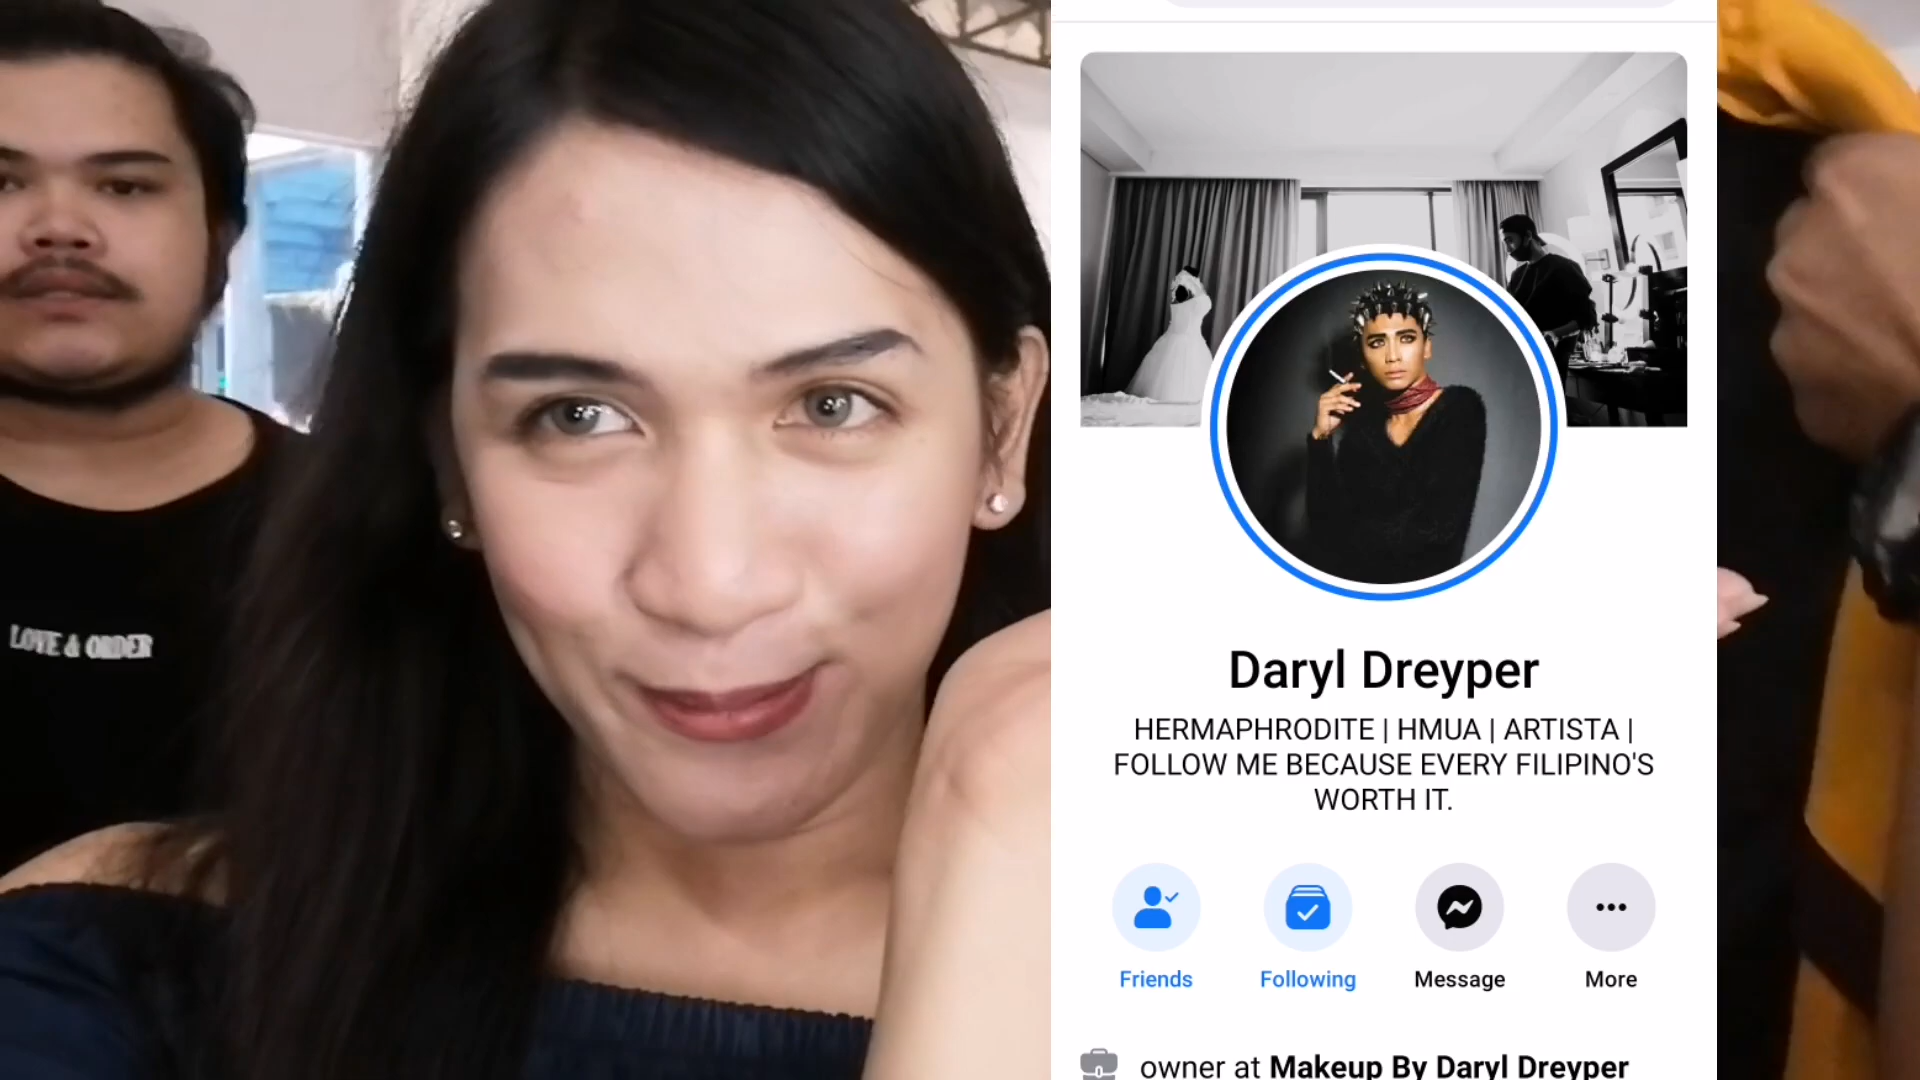 LOVE & ORDER
Daryl Dreyper
HERMAPHRODITE | HMUA | ARTISTA |
FOLLOW ME BECAUSE EVERY FILIPINO'S
WORTH IT.
Friends
Following
Message
More
owner at Makeup By Daryl Dreyper